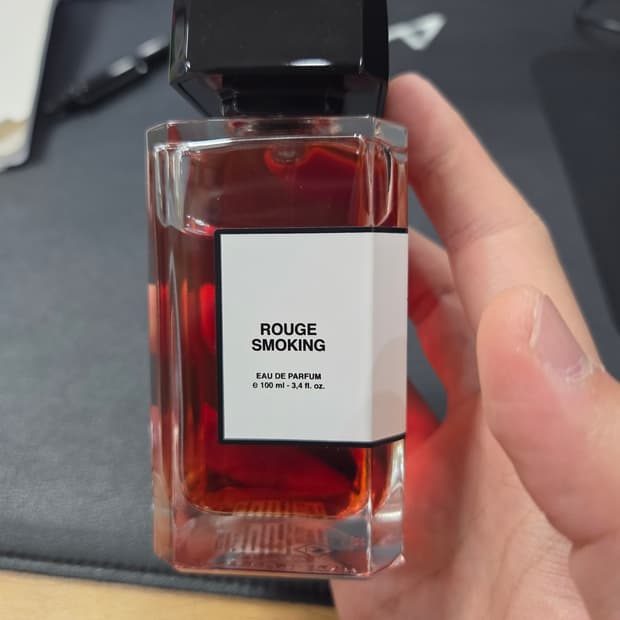 ROUGE
SMOKING
EAU DE PARFUM
e 100 ml - 3,4 fl. oz.